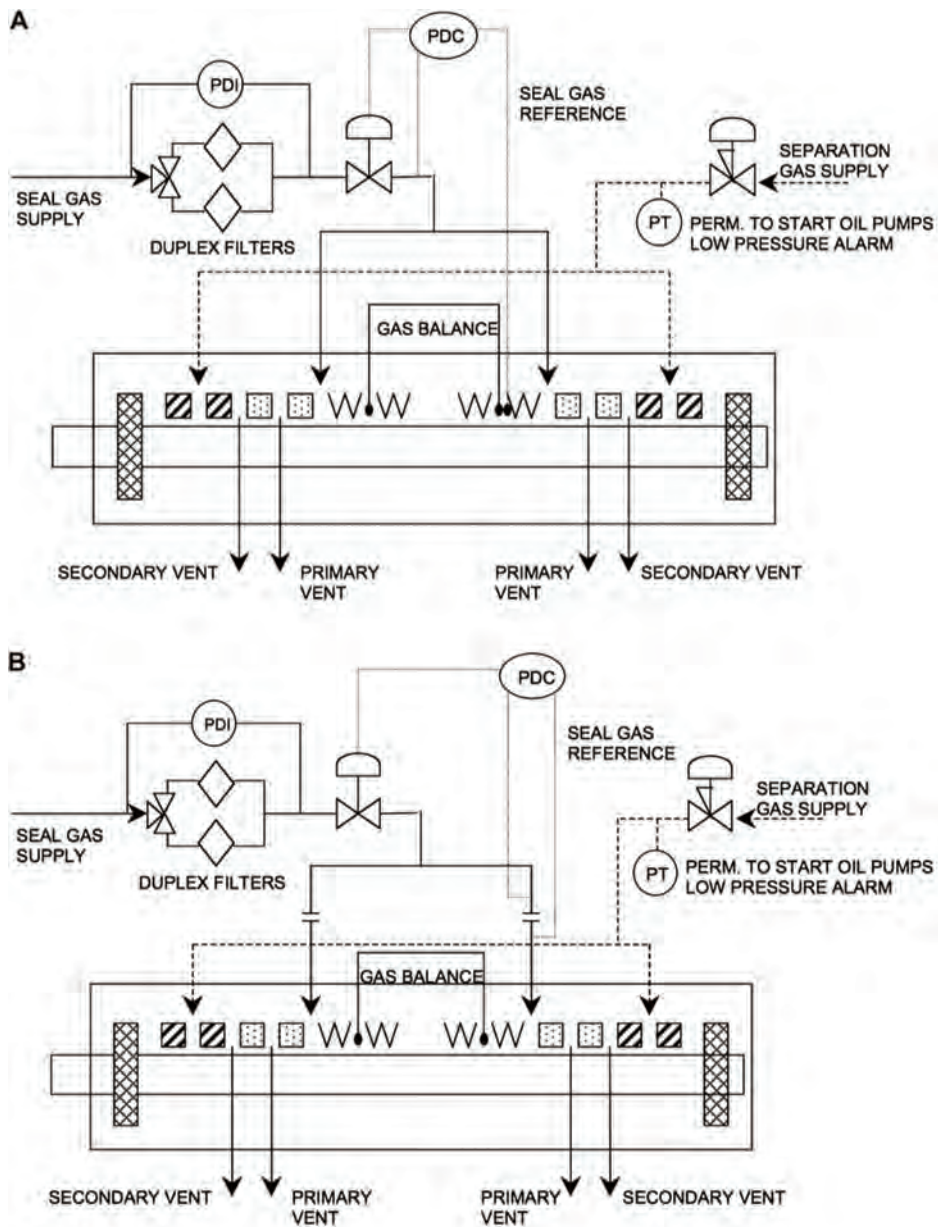 A
PDC
PDI
SEAL GAS
REFERENCE
SEPARATION
GAS SUPPLY
SEAL GAS
SUPPLY
PT
PERM. TO START OIL PUMPS
LOW PRESSURE ALARM
DUPLEX FILTERS
GAS BALANCE
SECONDARY VENT
PRIMARY
VENT
PRIMARY
VENT
SECONDARY VENT
B
PDC
PDI
SEAL GAS
REFERENCE
SEPARATION
GAS SUPPLY
SEAL GAS
SUPPLY
PT
PERM. TO START OIL PUMPS
LOW PRESSURE ALARM
DUPLEX FILTERS
GAS BALANCE
SECONDARY VENT
PRIMARY
VENT
PRIMARY
VENT
SECONDARY VENT